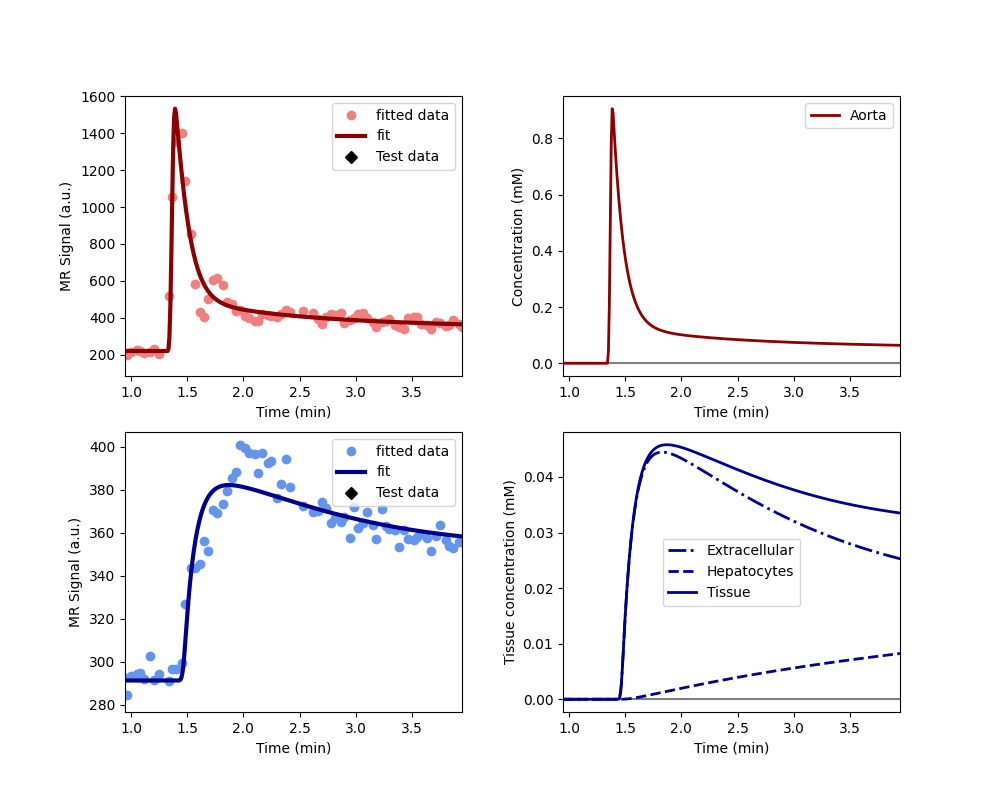 1600
1400
1200
1000
800
600
400
200
MR Signal (a.u.)
fitted data
fit
Test data
1.0 1.5 2.0 2.5 3.0 3.5
Time (min)
0.8
0.6
0.4
0.2
0.0
Concentration (mM)
Aorta
1.0 1.5 2.0 2.5 3.0 3.5
Time (min)
400
380
360
340
320
300
280
MR Signal (a.u.)
fitted data
fit
Test data
1.0 1.5 2.0 2.5 3.0 3.5
Time (min)
0.04
0.03
0.02
0.01
0.00
Tissue concentration (mM)
Extracellular
Hepatocytes
Tissue
1.0 1.5 2.0 2.5 3.0 3.5
Time (min)